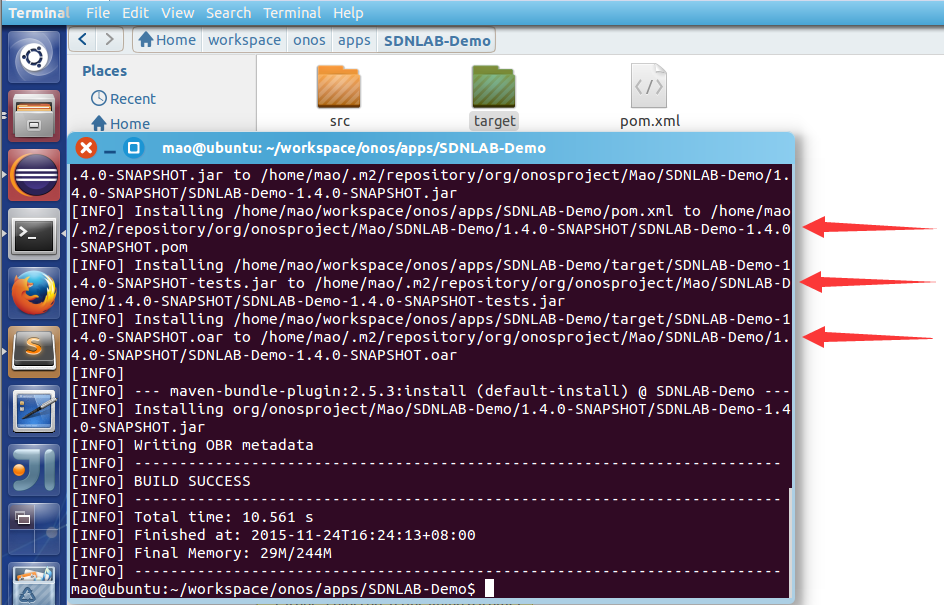 Terminal File Edit View Search Terminal Help
Home workspace onos apps SDNLAB-Demo
Places
Recent
Home
src
target
pom.xml
mao@ubuntu: ~/workspace/onos/apps/SDNLAB-Demo
.4.0-SNAPSHOT.jar to /home/mao/.m2/repository/org/onosproject/Mao/SDNLAB-Demo/1.
4.0-SNAPSHOT/SDNLAB-Demo-1.4.0-SNAPSHOT.jar
[INFO] Installing /home/mao/workspace/onos/apps/SDNLAB-Demo/pom.xml to /home/mao
/.m2/repository/org/onosproject/Mao/SDNLAB-Demo/1.4.0-SNAPSHOT/SDNLAB-Demo-1.4.0
-SNAPSHOT.pom
[INFO] Installing /home/mao/workspace/onos/apps/SDNLAB-Demo/target/SDNLAB-Demo-1
.4.0-SNAPSHOT-tests.jar to /home/mao/.m2/repository/org/onosproject/Mao/SDNLAB-D
emo/1.4.0-SNAPSHOT/SDNLAB-Demo-1.4.0-SNAPSHOT-tests.jar
[INFO] Installing /home/mao/workspace/onos/apps/SDNLAB-Demo/target/SDNLAB-Demo-1
.4.0-SNAPSHOT.oar to /home/mao/.m2/repository/org/onosproject/Mao/SDNLAB-Demo/1.
4.0-SNAPSHOT/SDNLAB-Demo-1.4.0-SNAPSHOT.oar
[INFO]
[INFO] --- maven-bundle-plugin:2.5.3:install (default-install) @ SDNLAB-Demo ---
[INFO] Installing org/onosproject/Mao/SDNLAB-Demo/1.4.0-SNAPSHOT/SDNLAB-Demo-1.4
.0-SNAPSHOT.jar
[INFO] Writing OBR metadata
[INFO] ------------------------------------------------------------------------
[INFO] BUILD SUCCESS
[INFO] ------------------------------------------------------------------------
[INFO] Total time: 10.561 s
[INFO] Finished at: 2015-11-24T16:24:13+08:00
[INFO] Final Memory: 29M/244M
[INFO] ------------------------------------------------------------------------
mao@ubuntu:~/workspace/onos/apps/SDNLAB-Demo$